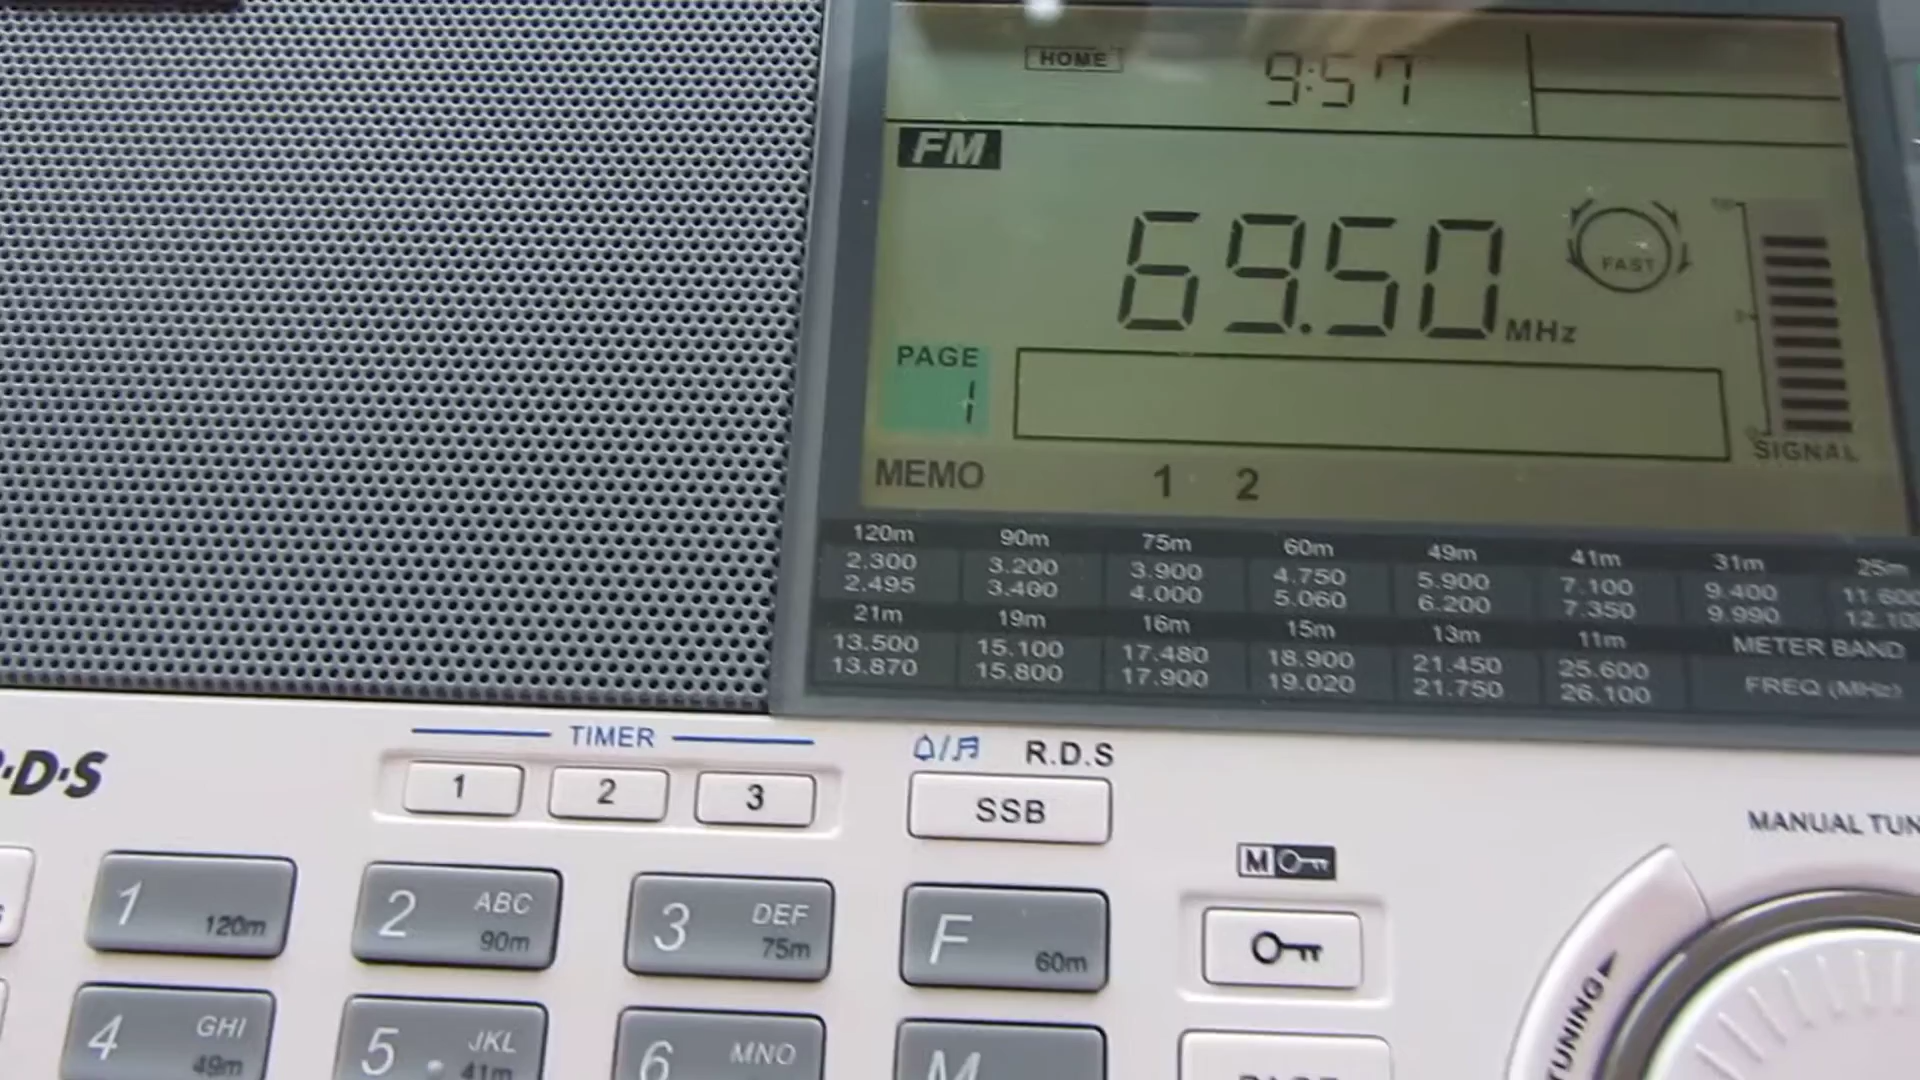 HOME 9:57
FM
69.50 MHz
FAST
PAGE
1
SIGNAL
MEMO 1 2
120m 90m 75m 60m 49m 41m 31m 25m
2.300 3.200 3.900 4.750 5.900 7.100 9.400 11.600
2.495 3.400 4.000 5.060 6.200 7.350 9.990 12.100
21m 19m 16m 15m 13m 11m METER BAND
13.500 15.100 17.480 18.900 21.450 25.600
13.870 15.800 17.900 19.020 21.750 26.100 FREQ (MHz)
TIMER
R.D.S
·D·S
1 2 3
SSB
MANUAL TUN
M
1 120m
2 ABC 90m
3 DEF 75m
F 60m
TUNING
4 GHI 49m
5 JKL 41m
6 MNO
M